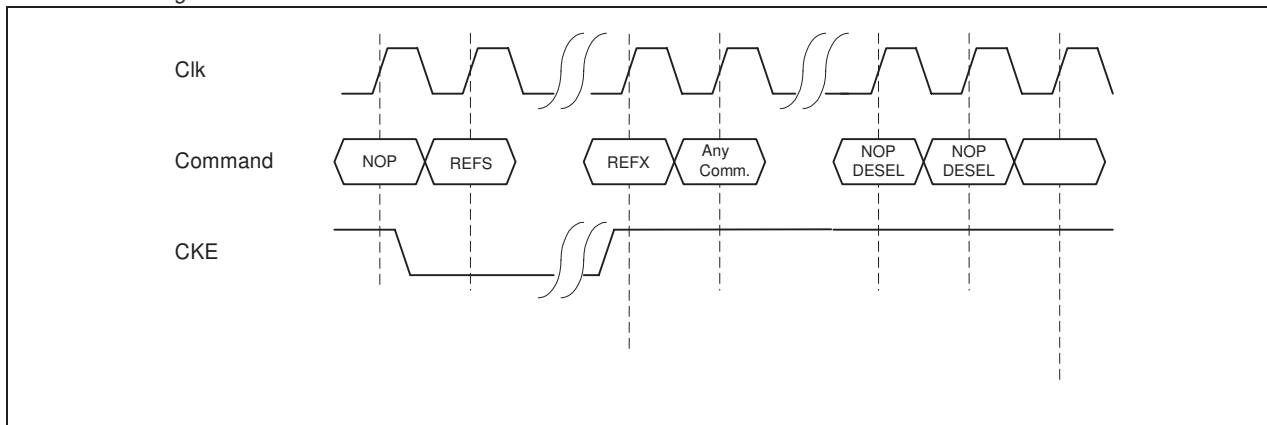 Clk
Command
NOP
REFS
REFX
Any
Comm.
NOP
DESEL
NOP
DESEL
CKE